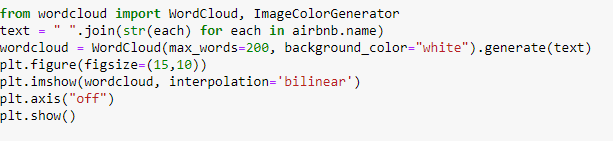 from wordcloud import WordCloud, ImageColorGenerator
text = " ".join(str(each) for each in airbnb.name)
wordcloud = WordCloud(max_words=200, background_color="white").generate(text)
plt.figure(figsize=(15,10))
plt.imshow(wordcloud, interpolation='bilinear')
plt.axis("off")
plt.show()